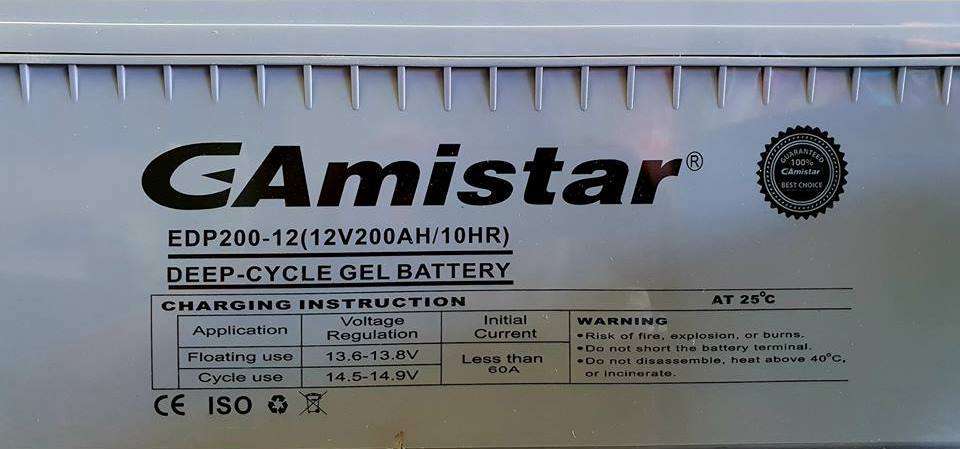 GAmistar®
GUARANTEED
100%
GAmistar
BEST CHOICE
EDP200-12(12V200AH/10HR)
DEEP-CYCLE GEL BATTERY
CHARGING INSTRUCTION AT 25°C
Application Voltage Regulation Initial Current
Floating use 13.6-13.8V Less than 60A
Cycle use 14.5-14.9V
WARNING
•Risk of fire, explosion, or burns.
•Do not short the battery terminal.
•Do not disassemble, heat above 40°C,
or incinerate.
CE ISO